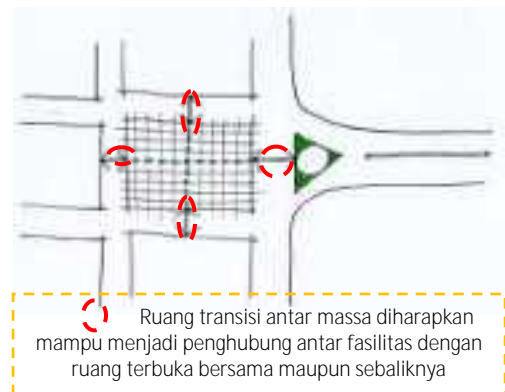 Ruang transisi antar massa diharapkan
mampu menjadi penghubung antar fasilitas dengan
ruang terbuka bersama maupun sebaliknya